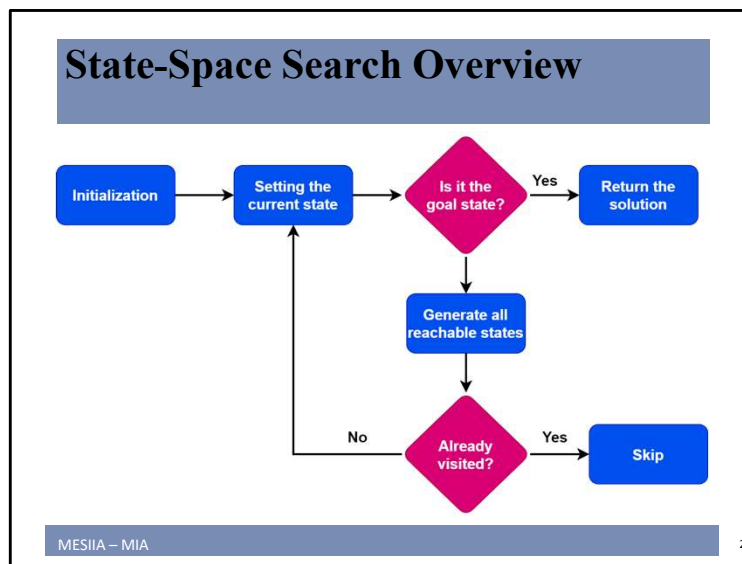 State-Space Search Overview
Initialization
Setting the
current state
Is it the
goal state?
Yes
Return the
solution
Generate all
reachable states
No
Already
visited?
Yes
Skip
MESIIA – MIA
2